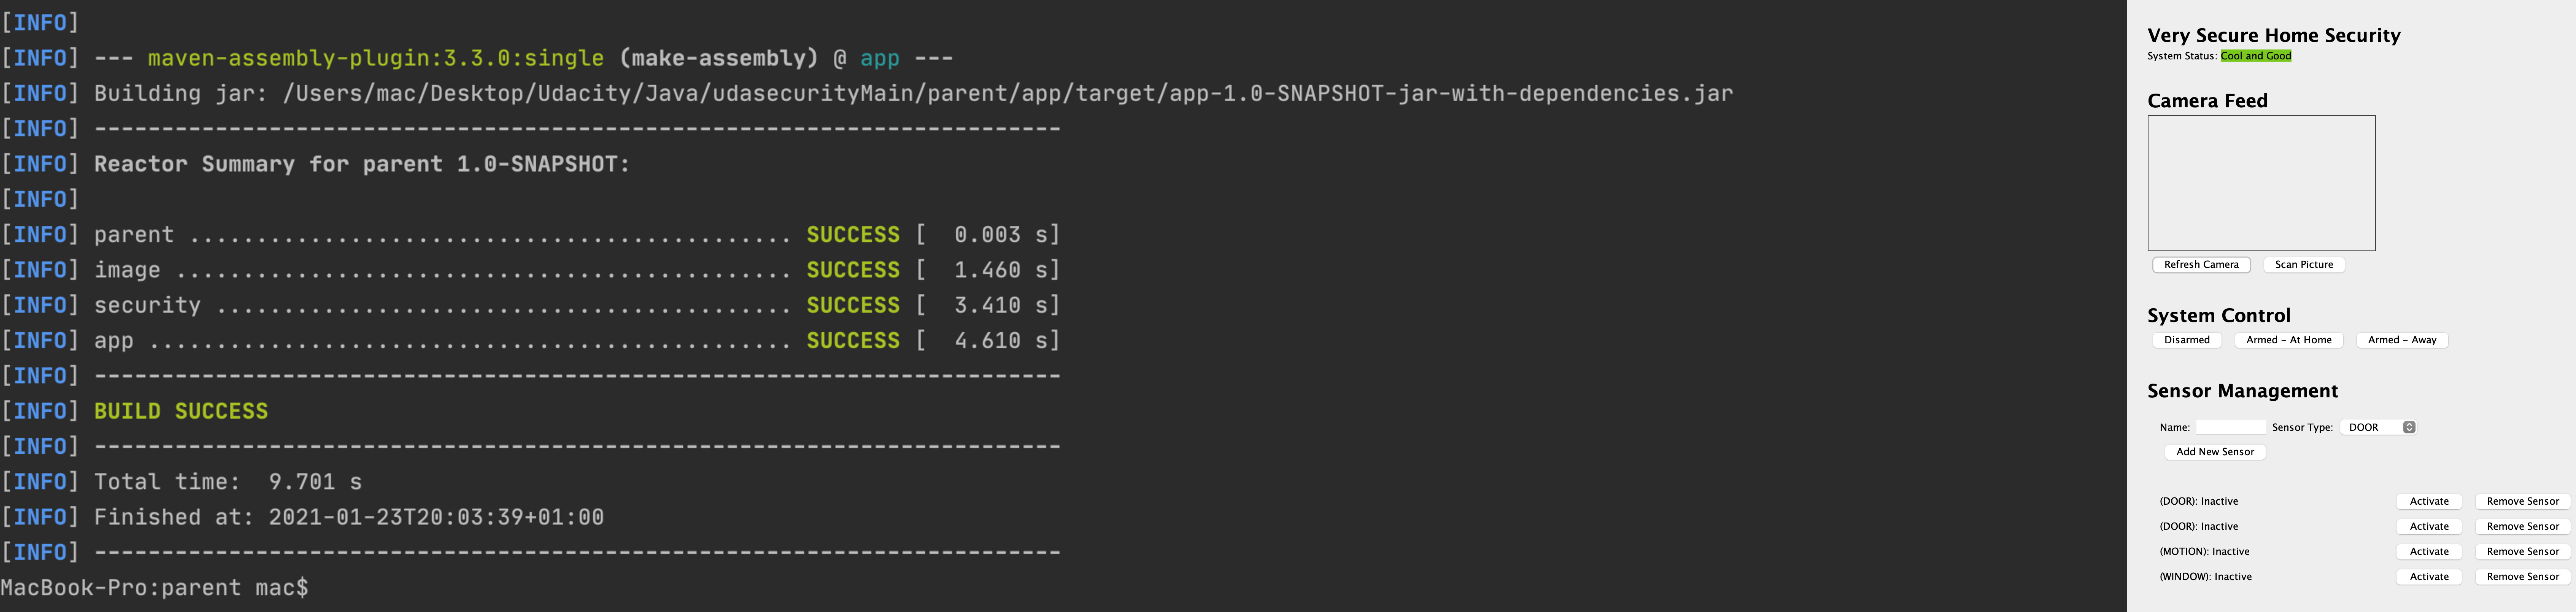 [INFO]
[INFO] --- maven-assembly-plugin:3.3.0:single (make-assembly) @ app ---
[INFO] Building jar: /Users/mac/Desktop/Udacity/Java/udasecurityMain/parent/app/target/app-1.0-SNAPSHOT-jar-with-dependencies.jar
[INFO] ------------------------------------------------------------------------
[INFO] Reactor Summary for parent 1.0-SNAPSHOT:
[INFO]
[INFO] parent ............................................. SUCCESS [  0.003 s]
[INFO] image .............................................. SUCCESS [  1.460 s]
[INFO] security ........................................... SUCCESS [  3.410 s]
[INFO] app ................................................ SUCCESS [  4.610 s]
[INFO] ------------------------------------------------------------------------
[INFO] BUILD SUCCESS
[INFO] ------------------------------------------------------------------------
[INFO] Total time:  9.701 s
[INFO] Finished at: 2021-01-23T20:03:39+01:00
[INFO] ------------------------------------------------------------------------
MacBook-Pro:parent mac$
Very Secure Home Security
System Status: Cool and Good
Camera Feed
Refresh Camera Scan Picture
System Control
Disarmed Armed - At Home Armed - Away
Sensor Management
Name: Sensor Type: DOOR
Add New Sensor
(DOOR): Inactive Activate Remove Sensor
(DOOR): Inactive Activate Remove Sensor
(MOTION): Inactive Activate Remove Sensor
(WINDOW): Inactive Activate Remove Sensor